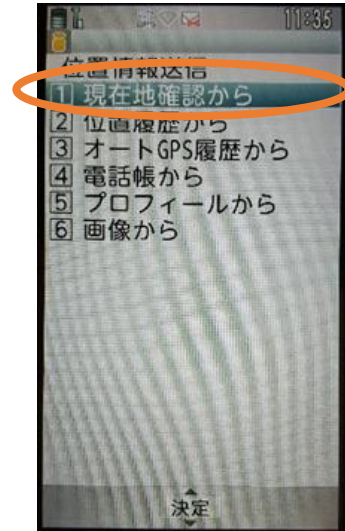 11:35
位置情報送信
1 現在地確認から
2 位置履歴から
3 オートGPS履歴から
4 電話帳から
5 プロフィールから
6 画像から
決定